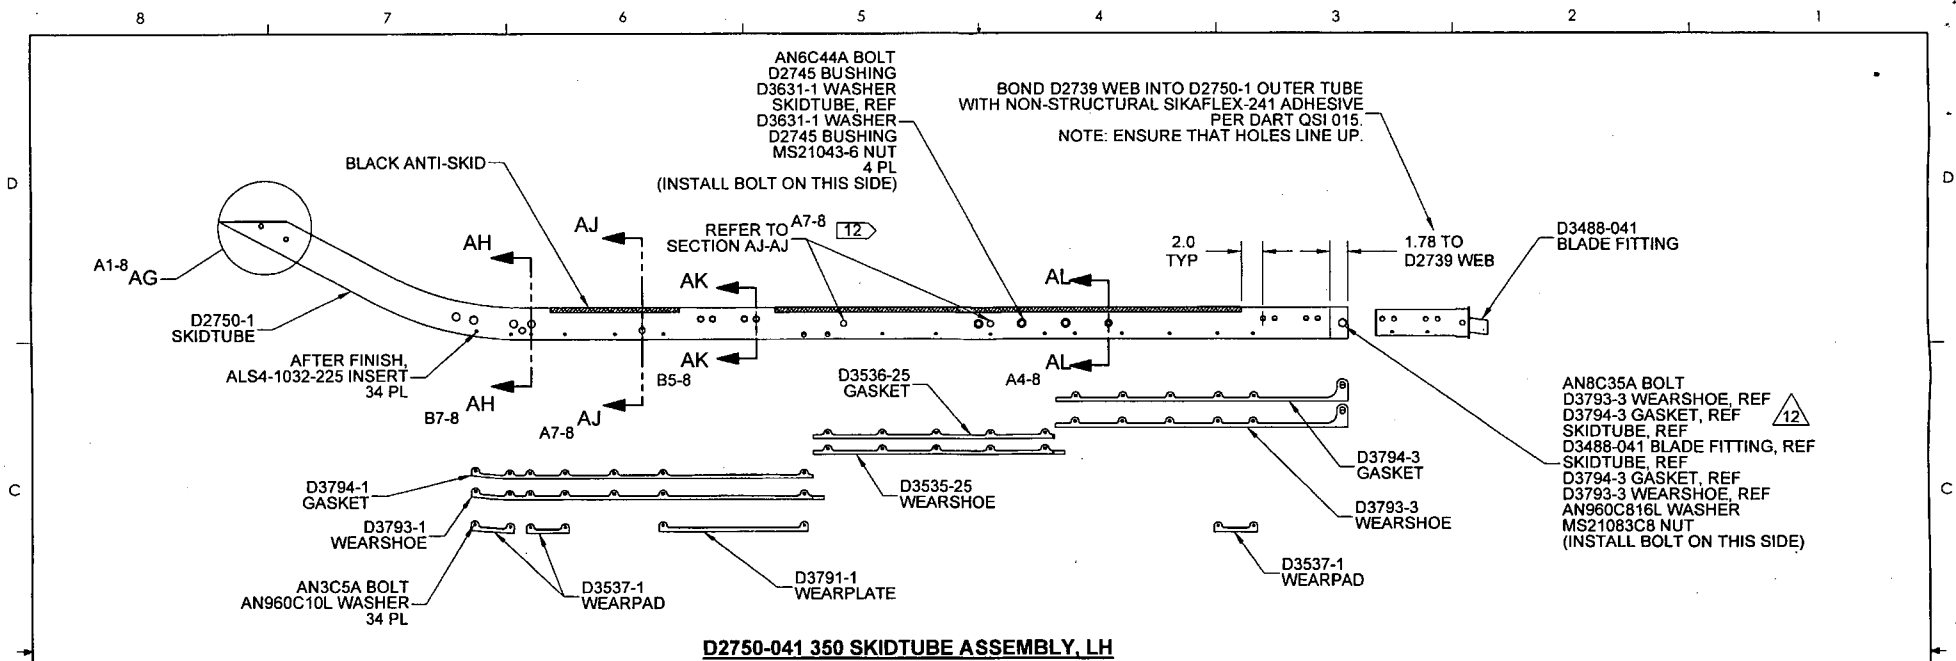 8 7 6 5 4 3 2 1
AN6C44A BOLT
D2745 BUSHING
D3631-1 WASHER
SKIDTUBE, REF
D3631-1 WASHER
D2745 BUSHING
MS21043-6 NUT
4 PL
(INSTALL BOLT ON THIS SIDE)
BOND D2739 WEB INTO D2750-1 OUTER TUBE
WITH NON-STRUCTURAL SIKAFLEX-241 ADHESIVE
PER DART QSI 015.
NOTE: ENSURE THAT HOLES LINE UP.
BLACK ANTI-SKID
D
D
A1-8
AG
AH
AJ
REFER TO
SECTION AJ-AJ
A7-8
12
AK
AL
2.0
TYP
1.78 TO
D2739 WEB
D3488-041
BLADE FITTING
D2750-1
SKIDTUBE
AFTER FINISH,
ALS4-1032-225 INSERT
34 PL
AH
B7-8
AJ
A7-8
AK
B5-8
AL
A4-8
D3536-25
GASKET
D3535-25
WEARSHOE
D3794-3
GASKET
D3793-3
WEARSHOE
AN8C35A BOLT
D3793-3 WEARSHOE, REF
D3794-3 GASKET, REF
12
SKIDTUBE, REF
D3488-041 BLADE FITTING, REF
SKIDTUBE, REF
D3794-3 GASKET, REF
D3793-3 WEARSHOE, REF
AN960C816L WASHER
MS21083C8 NUT
(INSTALL BOLT ON THIS SIDE)
C
C
D3794-1
GASKET
D3793-1
WEARSHOE
AN3C5A BOLT
AN960C10L WASHER
34 PL
D3537-1
WEARPAD
D3791-1
WEARPLATE
D3537-1
WEARPAD
D2750-041 350 SKIDTUBE ASSEMBLY, LH